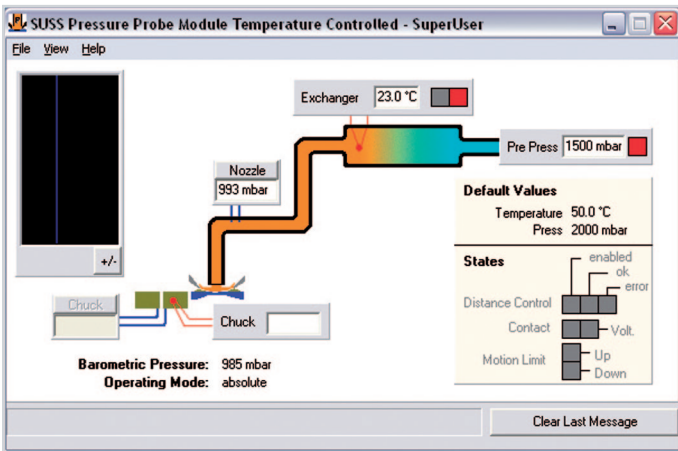 SUSS Pressure Probe Module Temperature Controlled - SuperUser
File View Help
Exchanger 23.0 °C
Pre Press 1500 mbar
Nozzle
993 mbar
+/-
Chuck
Chuck
Barometric Pressure: 985 mbar
Operating Mode: absolute
Default Values
Temperature 50.0 °C
Press 2000 mbar
States
enabled
ok
error
Distance Control
Contact Volt.
Motion Limit Up
Down
Clear Last Message